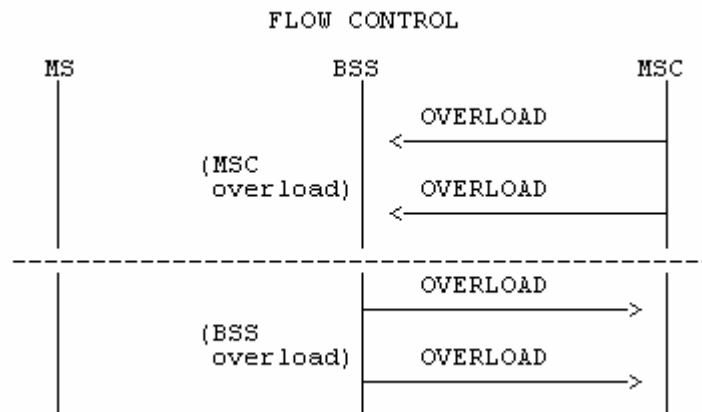 FLOW CONTROL
MS BSS MSC
OVERLOAD
(MSC
overload)
OVERLOAD
OVERLOAD
(BSS
overload)
OVERLOAD